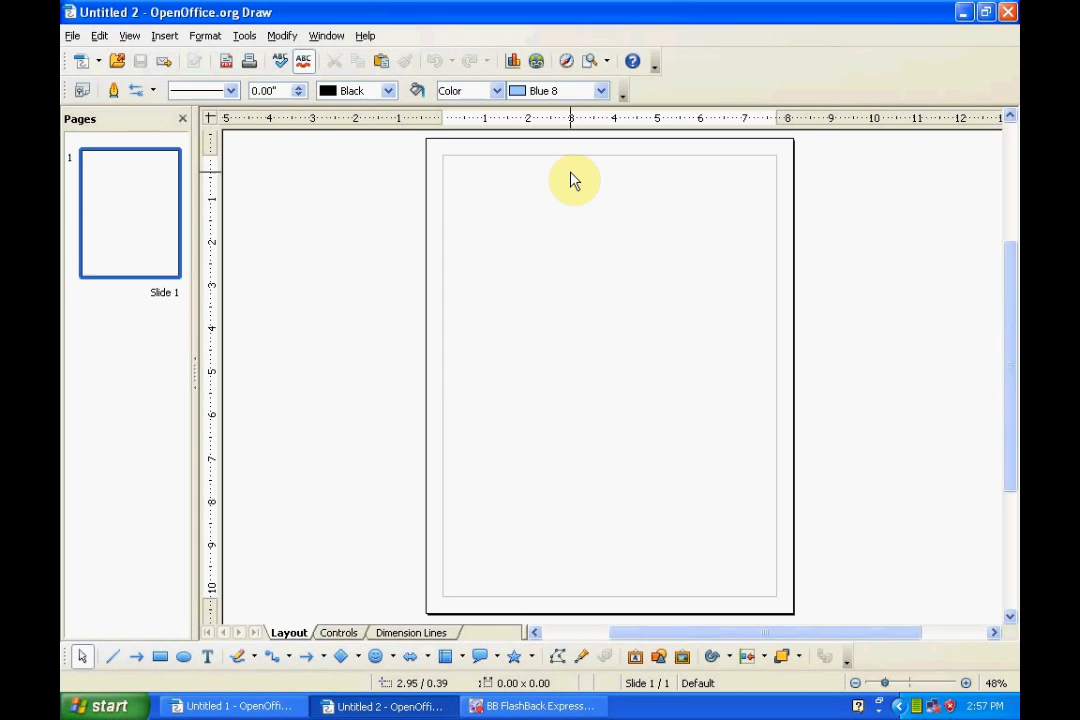 Untitled 2 - OpenOffice.org Draw
File Edit View Insert Format Tools Modify Window Help
ABC ABC
0.00" Black Color Blue 8
Pages
5 4 3 2 1 1 2 3 4 5 6 7 8 9 10 11 12 1
1
1
2
3
4
5
6
7
8
9
10
Slide 1
Layout Controls Dimension Lines
T
2.95 / 0.39 0.00 x 0.00 Slide 1 / 1 Default 48%
start Untitled 1 - OpenOffi... Untitled 2 - OpenOffi... BB FlashBack Express... 2:57 PM